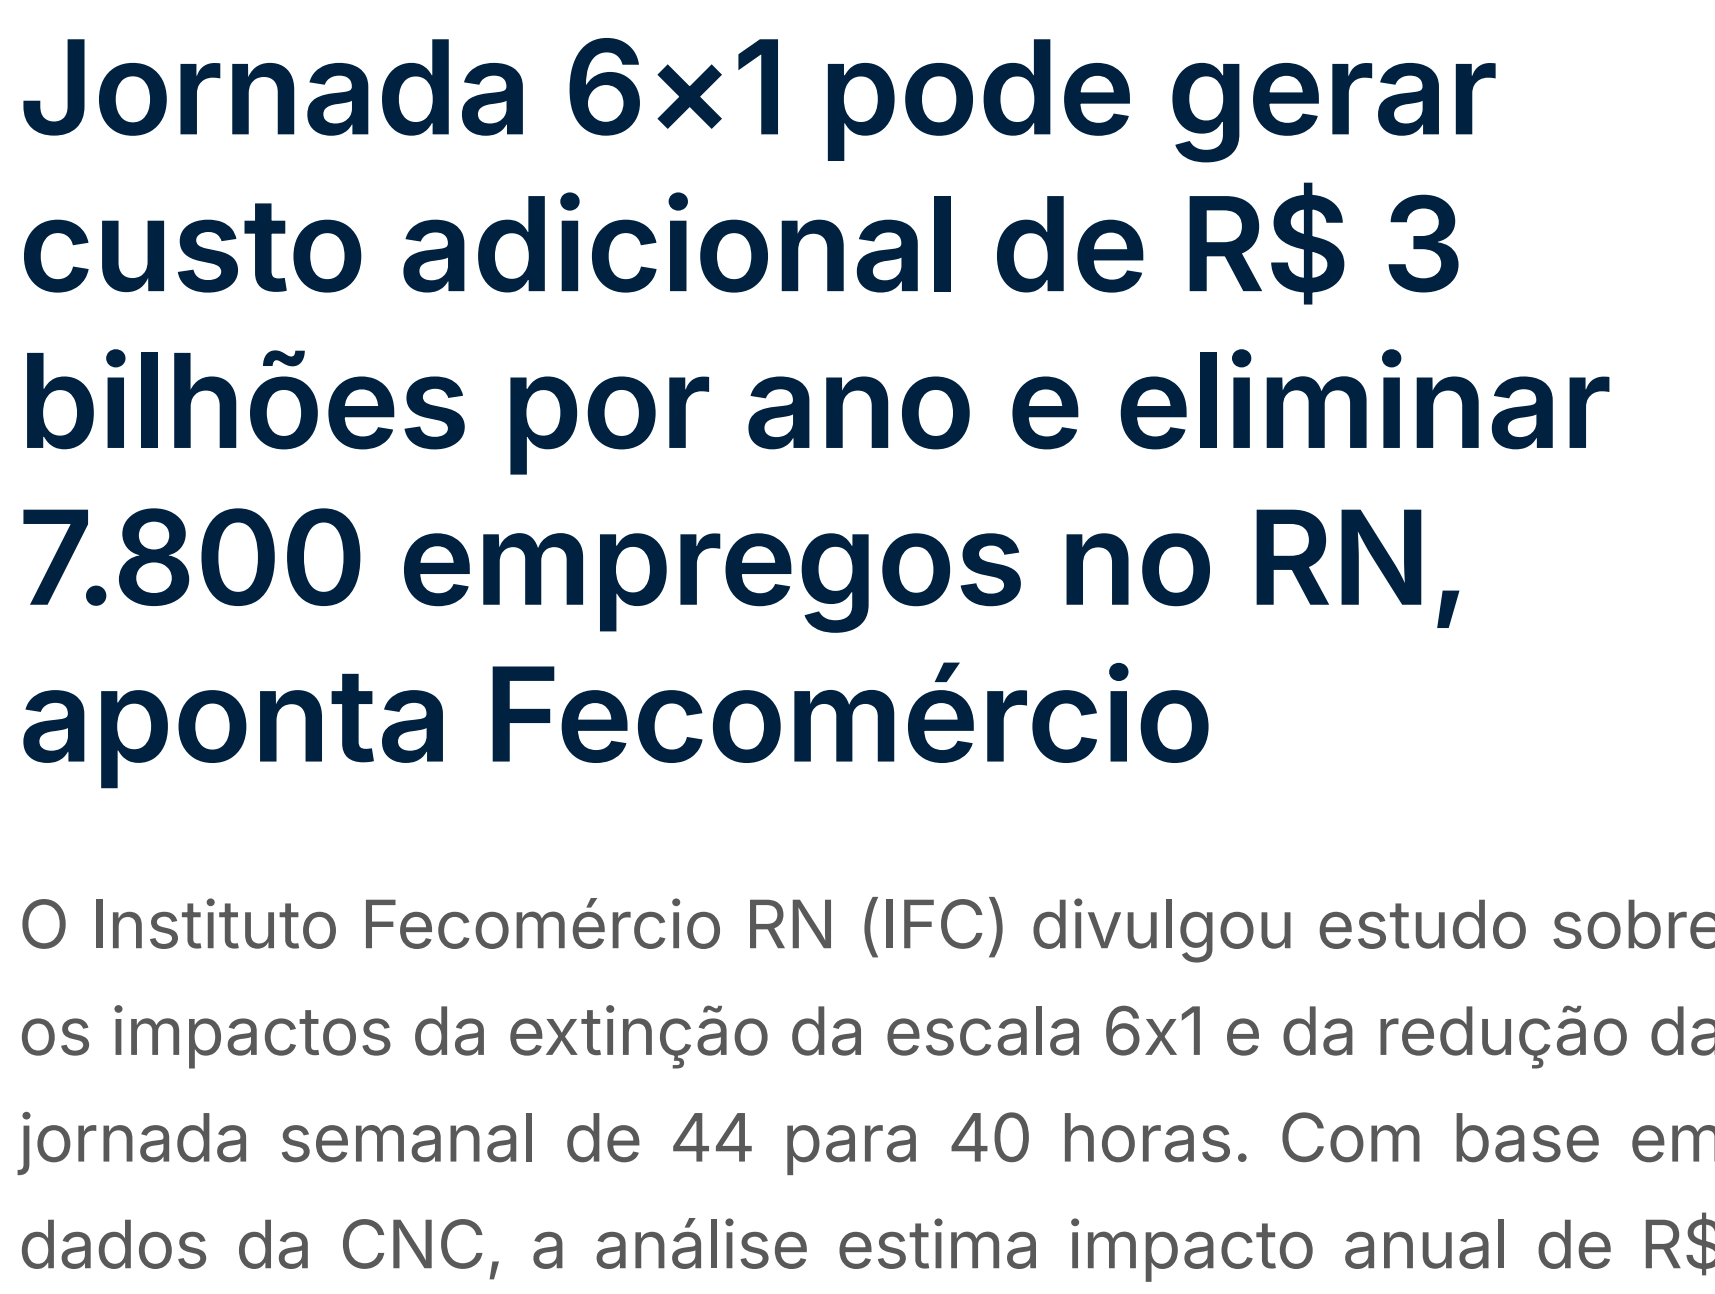 Jornada 6×1 pode gerar
custo adicional de R$ 3
bilhões por ano e eliminar
7.800 empregos no RN,
aponta Fecomércio
O Instituto Fecomércio RN (IFC) divulgou estudo sobre
os impactos da extinção da escala 6x1 e da redução da
jornada semanal de 44 para 40 horas. Com base em
dados da CNC, a análise estima impacto anual de R$